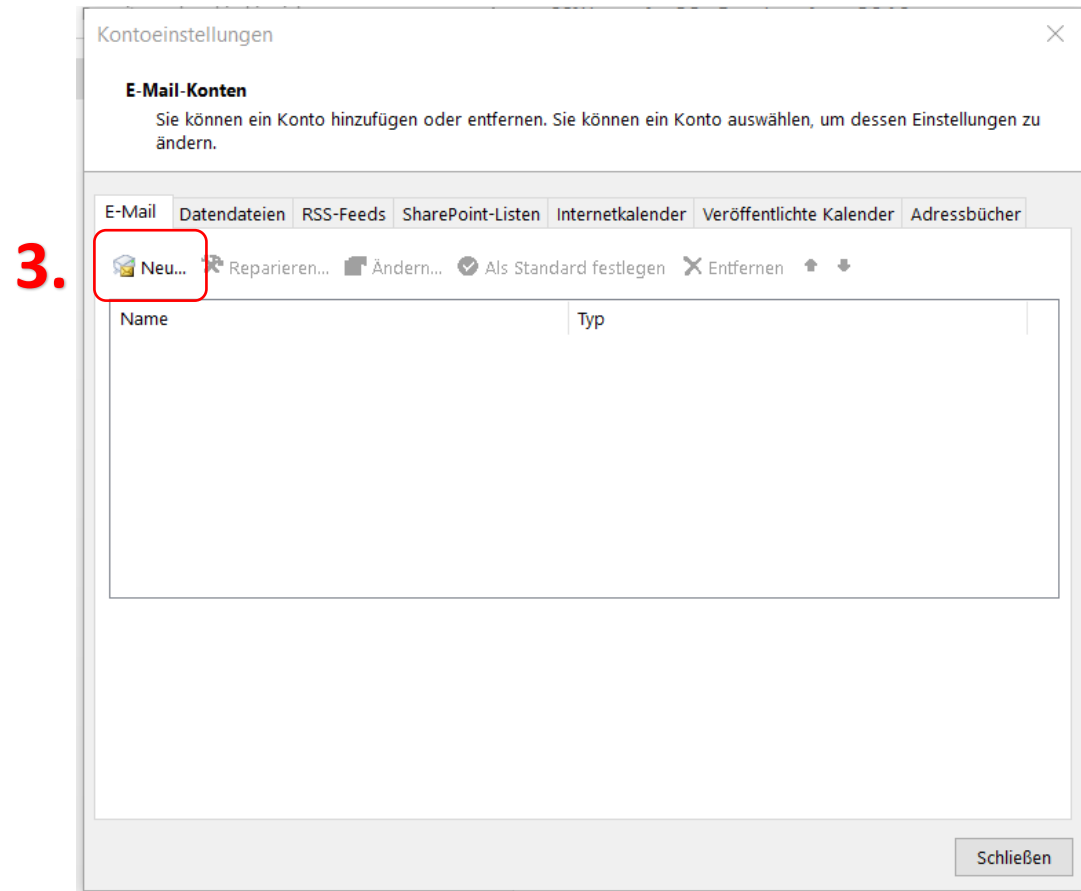 Kontoeinstellungen
E-Mail-Konten
Sie können ein Konto hinzufügen oder entfernen. Sie können ein Konto auswählen, um dessen Einstellungen zu
ändern.
E-Mail Datendateien RSS-Feeds SharePoint-Listen Internetkalender Veröffentlichte Kalender Adressbücher
3. Neu... Reparieren... Ändern... Als Standard festlegen Entfernen
Name Typ
Schließen